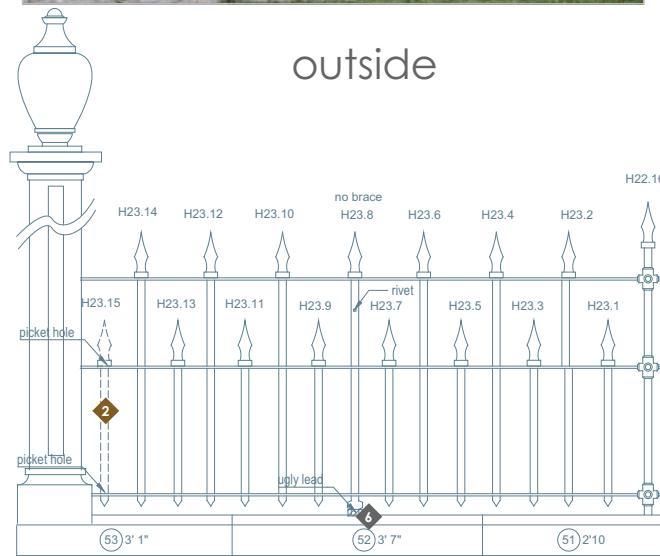 outside
H22.16
no brace
H23.14 H23.12 H23.10 H23.8 H23.6 H23.4 H23.2
rivet
H23.15 H23.13 H23.11 H23.9 H23.7 H23.5 H23.3 H23.1
picket hole
2
picket hole
ugly lead
6
53 3' 1" 52 3' 7" 51 2'10